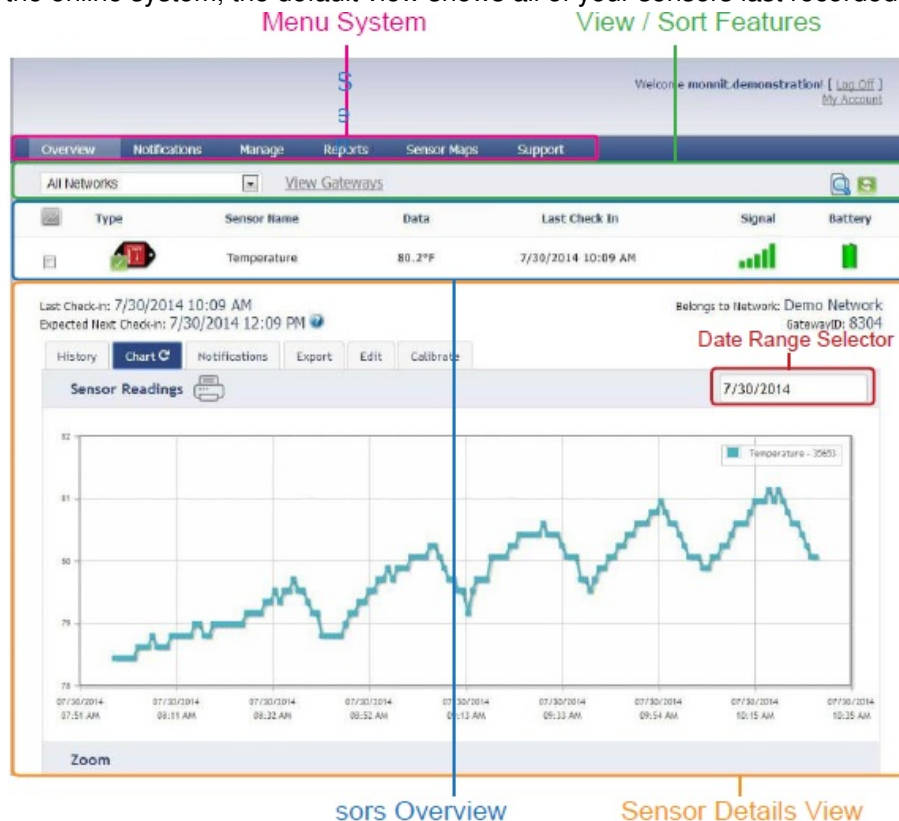 the online system, the default view shows all of your sensors last recorded
Menu System
View / Sort Features
S
e
Welcome monnit.demonstration! [ Log Off ]
My Account
Overview Notifications Manage Reports Sensor Maps Support
All Networks View Gateways
Type Sensor Name Data Last Check In Signal Battery
Temperature 80.2°F 7/30/2014 10:09 AM
Last Check-in: 7/30/2014 10:09 AM
Belongs to Network: Demo Network
Expected Next Check-in: 7/30/2014 12:09 PM
GatewayID: 8304
Date Range Selector
History Chart Notifications Export Edit Calibrate
Sensor Readings
7/30/2014
82
Temperature - 35653
81
80
79
78
07/30/2014 07/30/2014 07/30/2014 07/30/2014 07/30/2014 07/30/2014 07/30/2014 07/30/2014
07:51 AM 08:11 AM 08:32 AM 08:52 AM 09:13 AM 09:33 AM 09:54 AM 10:15 AM 10:35 AM
Zoom
sors Overview
Sensor Details View